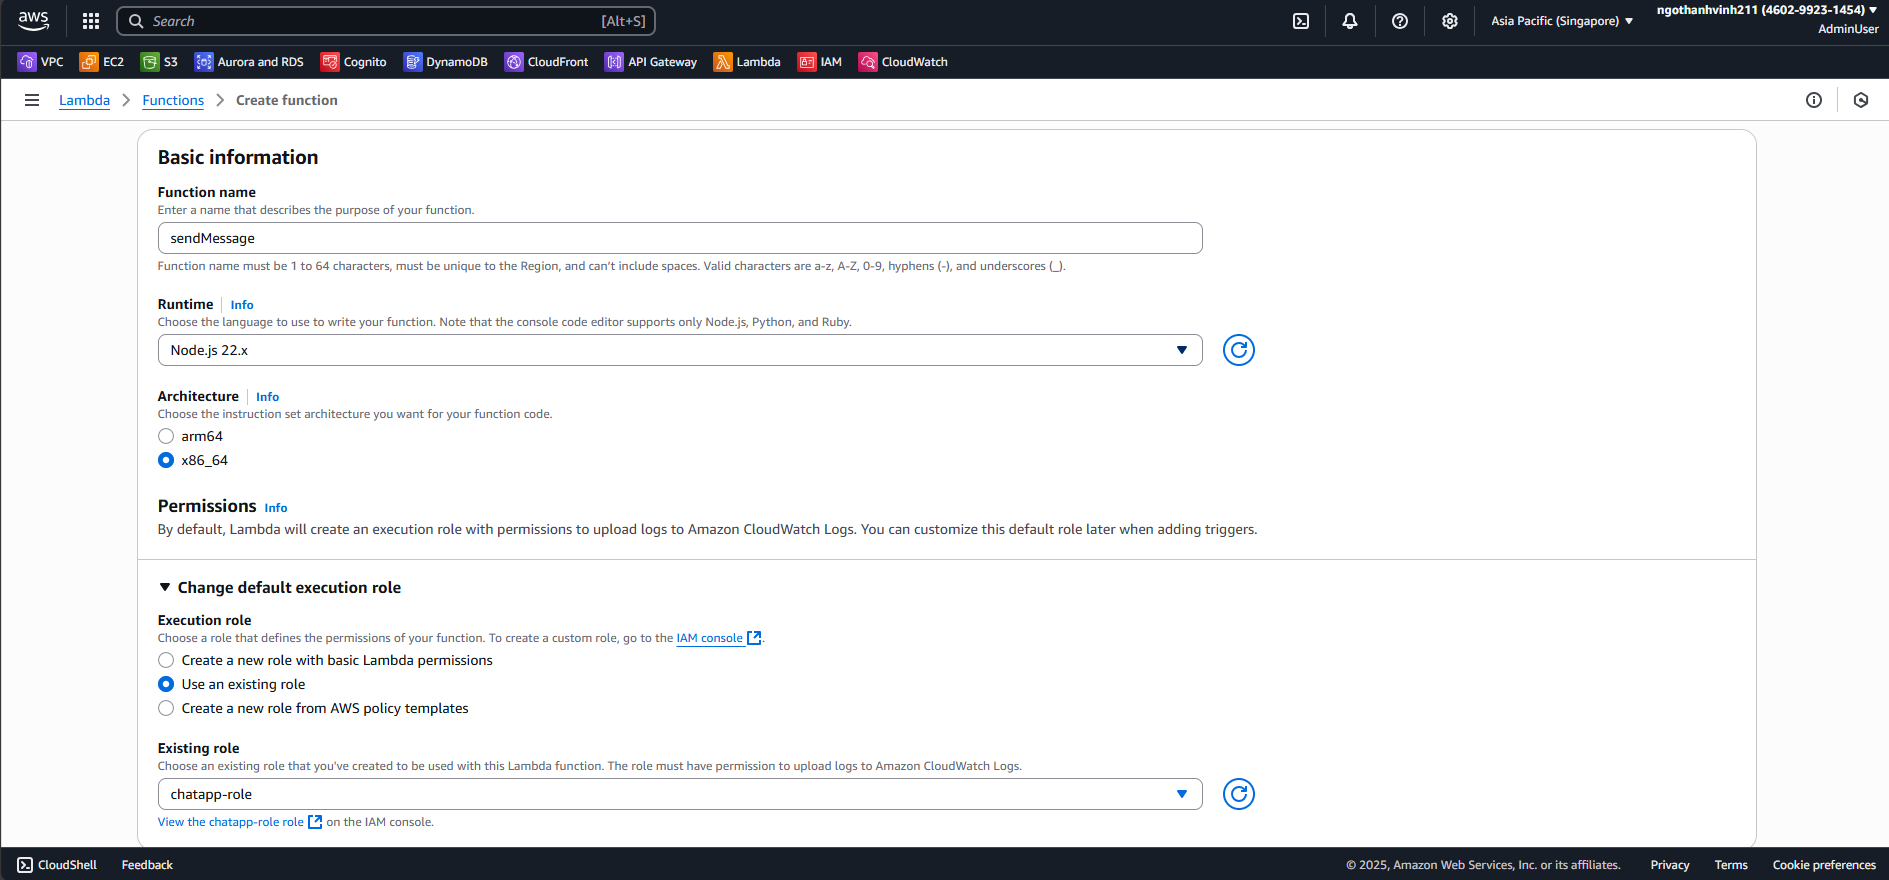 aws
Search
[Alt+S]
Asia Pacific (Singapore)
ngothanhvinh211 (4602-9923-1454)
AdminUser
VPC
EC2
S3
Aurora and RDS
Cognito
DynamoDB
CloudFront
API Gateway
Lambda
IAM
CloudWatch
Lambda
Functions
Create function
Basic information
Function name
Enter a name that describes the purpose of your function.
sendMessage
Function name must be 1 to 64 characters, must be unique to the Region, and can't include spaces. Valid characters are a-z, A-Z, 0-9, hyphens (-), and underscores (_).
Runtime
Info
Choose the language to use to write your function. Note that the console code editor supports only Node.js, Python, and Ruby.
Node.js 22.x
Architecture
Info
Choose the instruction set architecture you want for your function code.
arm64
x86_64
Permissions
Info
By default, Lambda will create an execution role with permissions to upload logs to Amazon CloudWatch Logs. You can customize this default role later when adding triggers.
Change default execution role
Execution role
Choose a role that defines the permissions of your function. To create a custom role, go to the IAM console.
Create a new role with basic Lambda permissions
Use an existing role
Create a new role from AWS policy templates
Existing role
Choose an existing role that you've created to be used with this Lambda function. The role must have permission to upload logs to Amazon CloudWatch Logs.
chatapp-role
View the chatapp-role role on the IAM console.
CloudShell
Feedback
© 2025, Amazon Web Services, Inc. or its affiliates.
Privacy
Terms
Cookie preferences